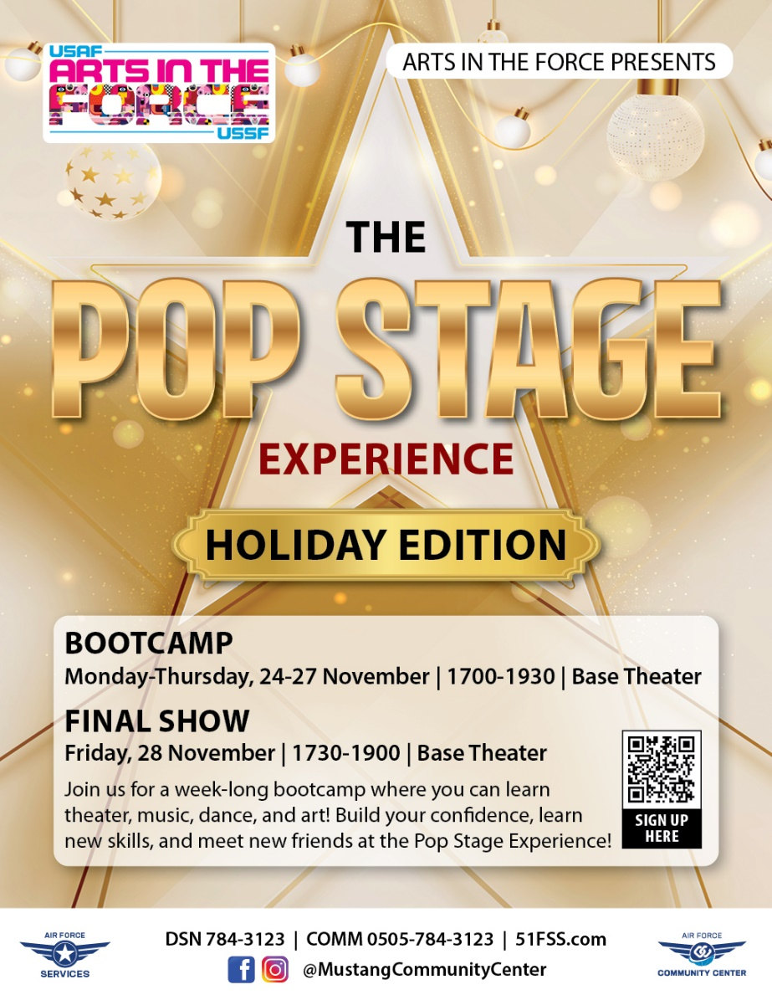 USAF
ARTS IN THE
FORCE
USSF
ARTS IN THE FORCE PRESENTS
THE
POP STAGE
EXPERIENCE
HOLIDAY EDITION
BOOTCAMP
Monday-Thursday, 24-27 November | 1700-1930 | Base Theater
FINAL SHOW
Friday, 28 November | 1730-1900 | Base Theater
Join us for a week-long bootcamp where you can learn
theater, music, dance, and art! Build your confidence, learn
new skills, and meet new friends at the Pop Stage Experience!
SIGN UP
HERE
AIR FORCE
SERVICES
DSN 784-3123 | COMM 0505-784-3123 | 51FSS.com
@MustangCommunityCenter
AIR FORCE
COMMUNITY CENTER